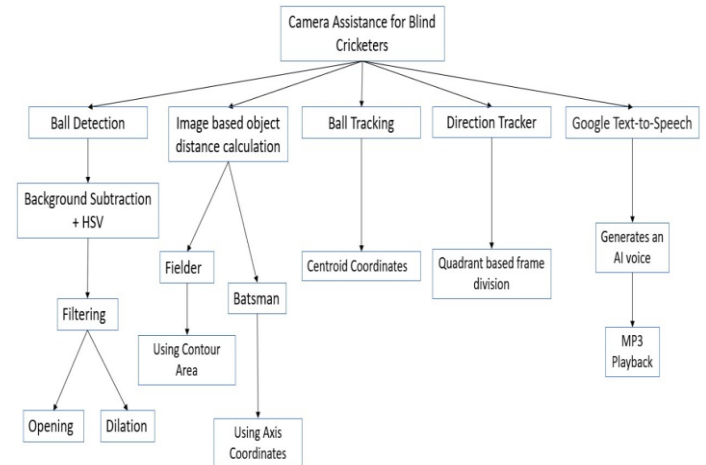 Camera Assistance for Blind
Cricketers
Ball Detection
Image based object
distance calculation
Ball Tracking
Direction Tracker
Google Text-to-Speech
Background Subtraction
+ HSV
Fielder
Batsman
Centroid Coordinates
Quadrant based frame
division
Generates an
AI voice
Filtering
Using Contour
Area
MP3
Playback
Opening
Dilation
Using Axis
Coordinates